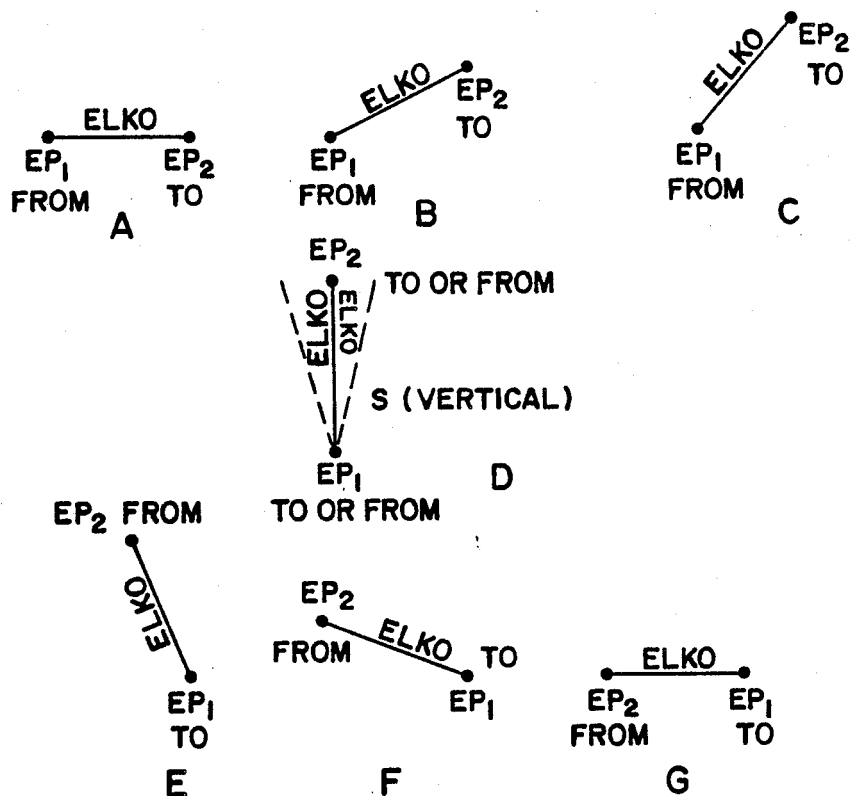 ELKO
EP₁
FROM
EP₂
TO
A
ELKO
EP₁
FROM
EP₂
TO
B
ELKO
EP₁
FROM
EP₂
TO
C
EP₂
TO OR FROM
ELKO
ELKO
S (VERTICAL)
EP₁
TO OR FROM
D
EP₂ FROM
ELKO
EP₁
TO
E
EP₂
FROM
ELKO
TO
EP₁
F
ELKO
EP₂
FROM
EP₁
TO
G